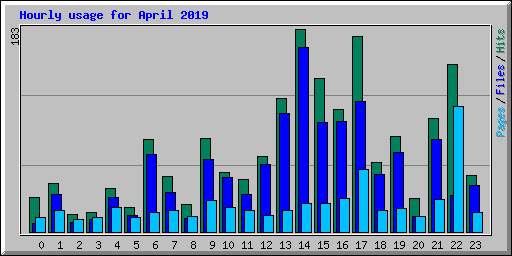 Hourly usage for April 2019
183
Pages / Files / Hits
0 1 2 3 4 5 6 7 8 9 10 11 12 13 14 15 16 17 18 19 20 21 22 23